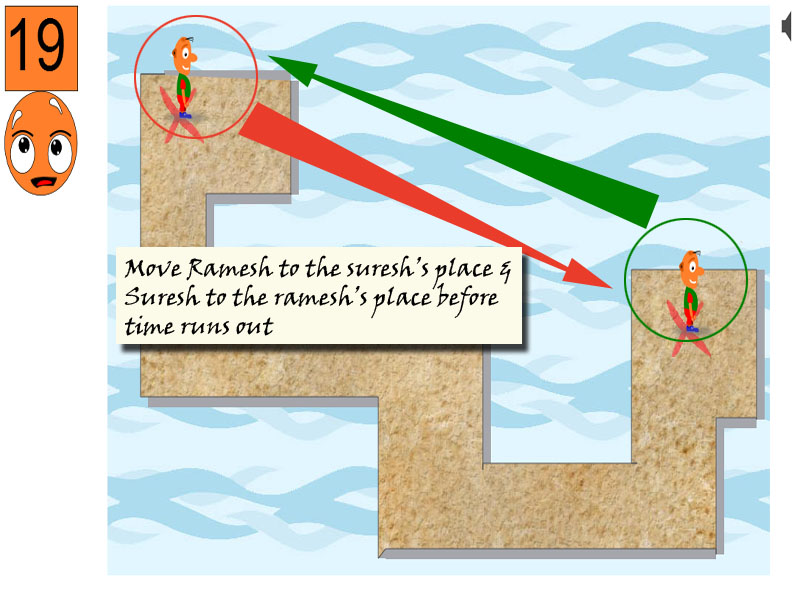 19
Move Ramesh to the suresh's place &
Suresh to the ramesh's place before
time runs out